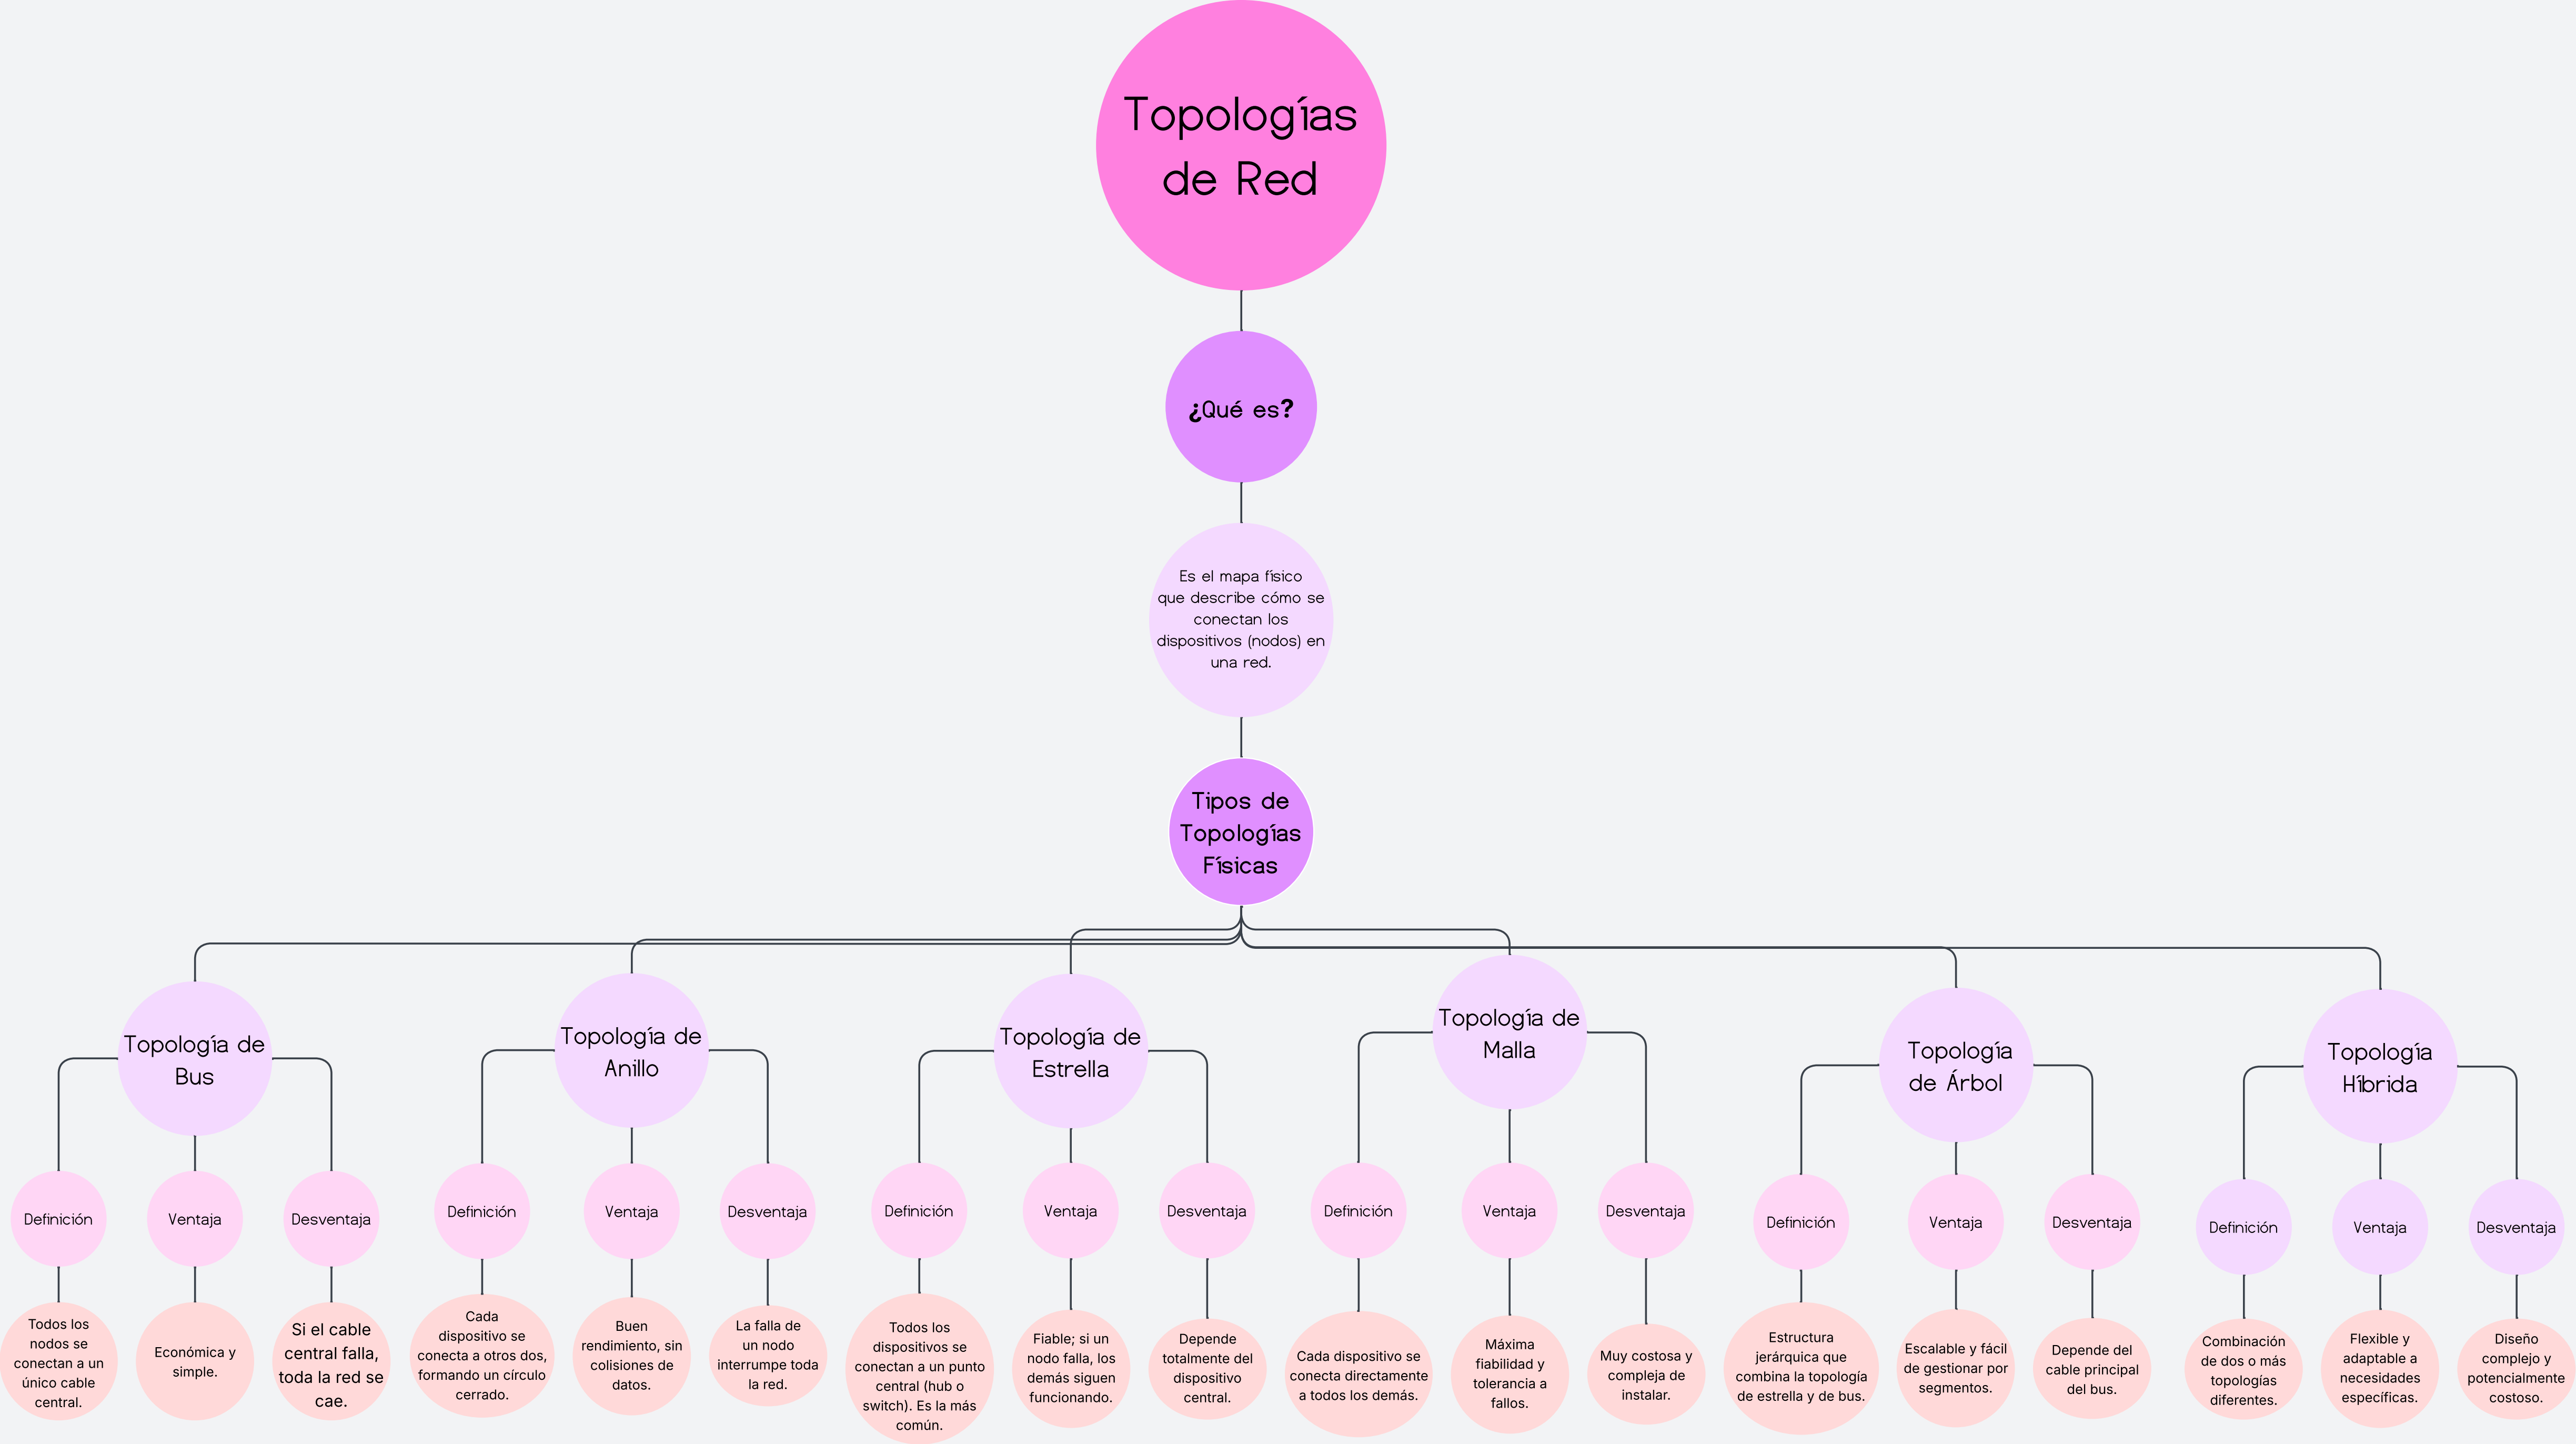 Topologías
de Red
¿Qué es?
Es el mapa físico
que describe cómo se
conectan los
dispositivos (nodos) en
una red.
Tipos de
Topologías
Físicas
Topología de
Bus
Topología de
Anillo
Topología de
Estrella
Topología de
Malla
Topología
de Árbol
Topología
Híbrida
Definición
Ventaja
Desventaja
Definición
Ventaja
Desventaja
Definición
Ventaja
Desventaja
Definición
Ventaja
Desventaja
Definición
Ventaja
Desventaja
Definición
Ventaja
Desventaja
Todos los
nodos se
conectan a un
único cable
central.
Económica y
simple.
Si el cable
central falla,
toda la red se
cae.
Cada
dispositivo se
conecta a otros dos,
formando un círculo
cerrado.
Buen
rendimiento, sin
colisiones de
datos.
La falla de
un nodo
interrumpe toda
la red.
Todos los
dispositivos se
conectan a un punto
central (hub o
switch). Es la más
común.
Fiable; si un
nodo falla, los
demás siguen
funcionando.
Depende
totalmente del
dispositivo
central.
Cada dispositivo se
conecta directamente
a todos los demás.
Máxima
fiabilidad y
tolerancia a
fallos.
Muy costosa y
compleja de
instalar.
Estructura
jerárquica que
combina la topología
de estrella y de bus.
Escalable y fácil
de gestionar por
segmentos.
Depende del
cable principal
del bus.
Combinación
de dos o más
topologías
diferentes.
Flexible y
adaptable a
necesidades
específicas.
Diseño
complejo y
potencialmente
costoso.